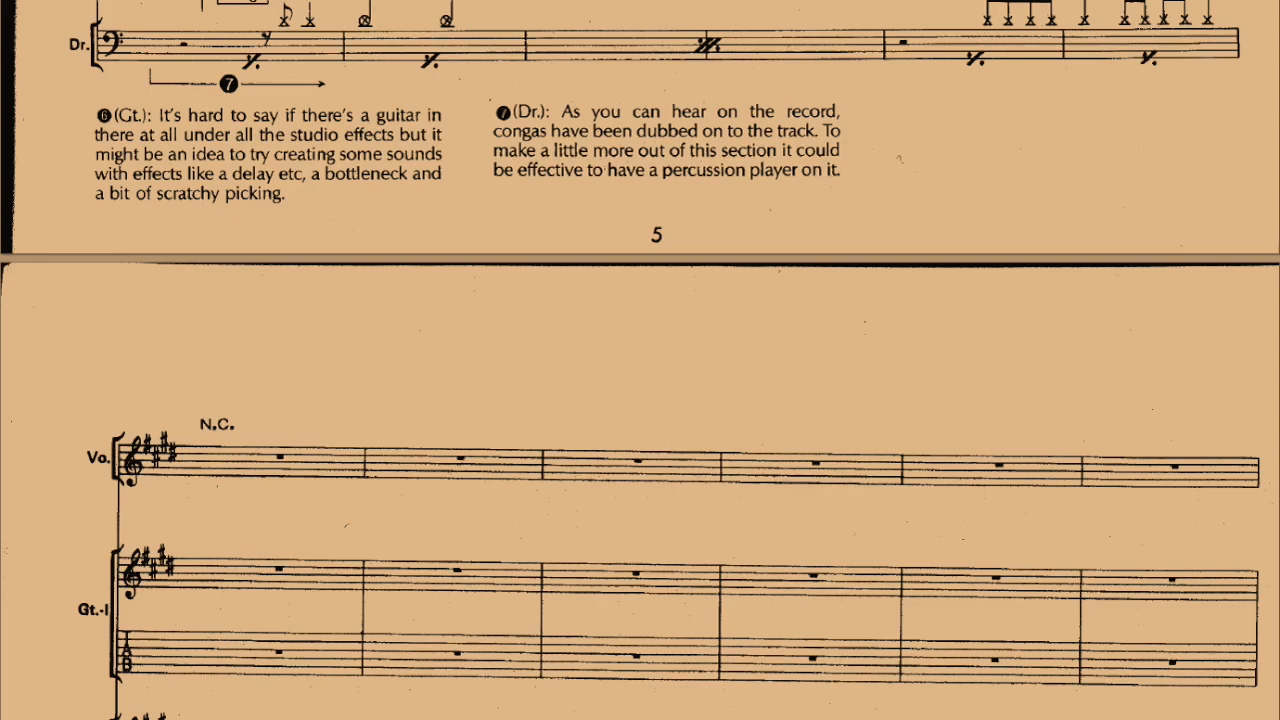 Dr.
7
❻(Gt.): It's hard to say if there's a guitar in
there at all under all the studio effects but it
might be an idea to try creating some sounds
with effects like a delay etc, a bottleneck and
a bit of scratchy picking.
❼(Dr.): As you can hear on the record,
congas have been dubbed on to the track. To
make a little more out of this section it could
be effective to have a percussion player on it.
5
N.C.
Vo.
Gt.-I
T
A
B